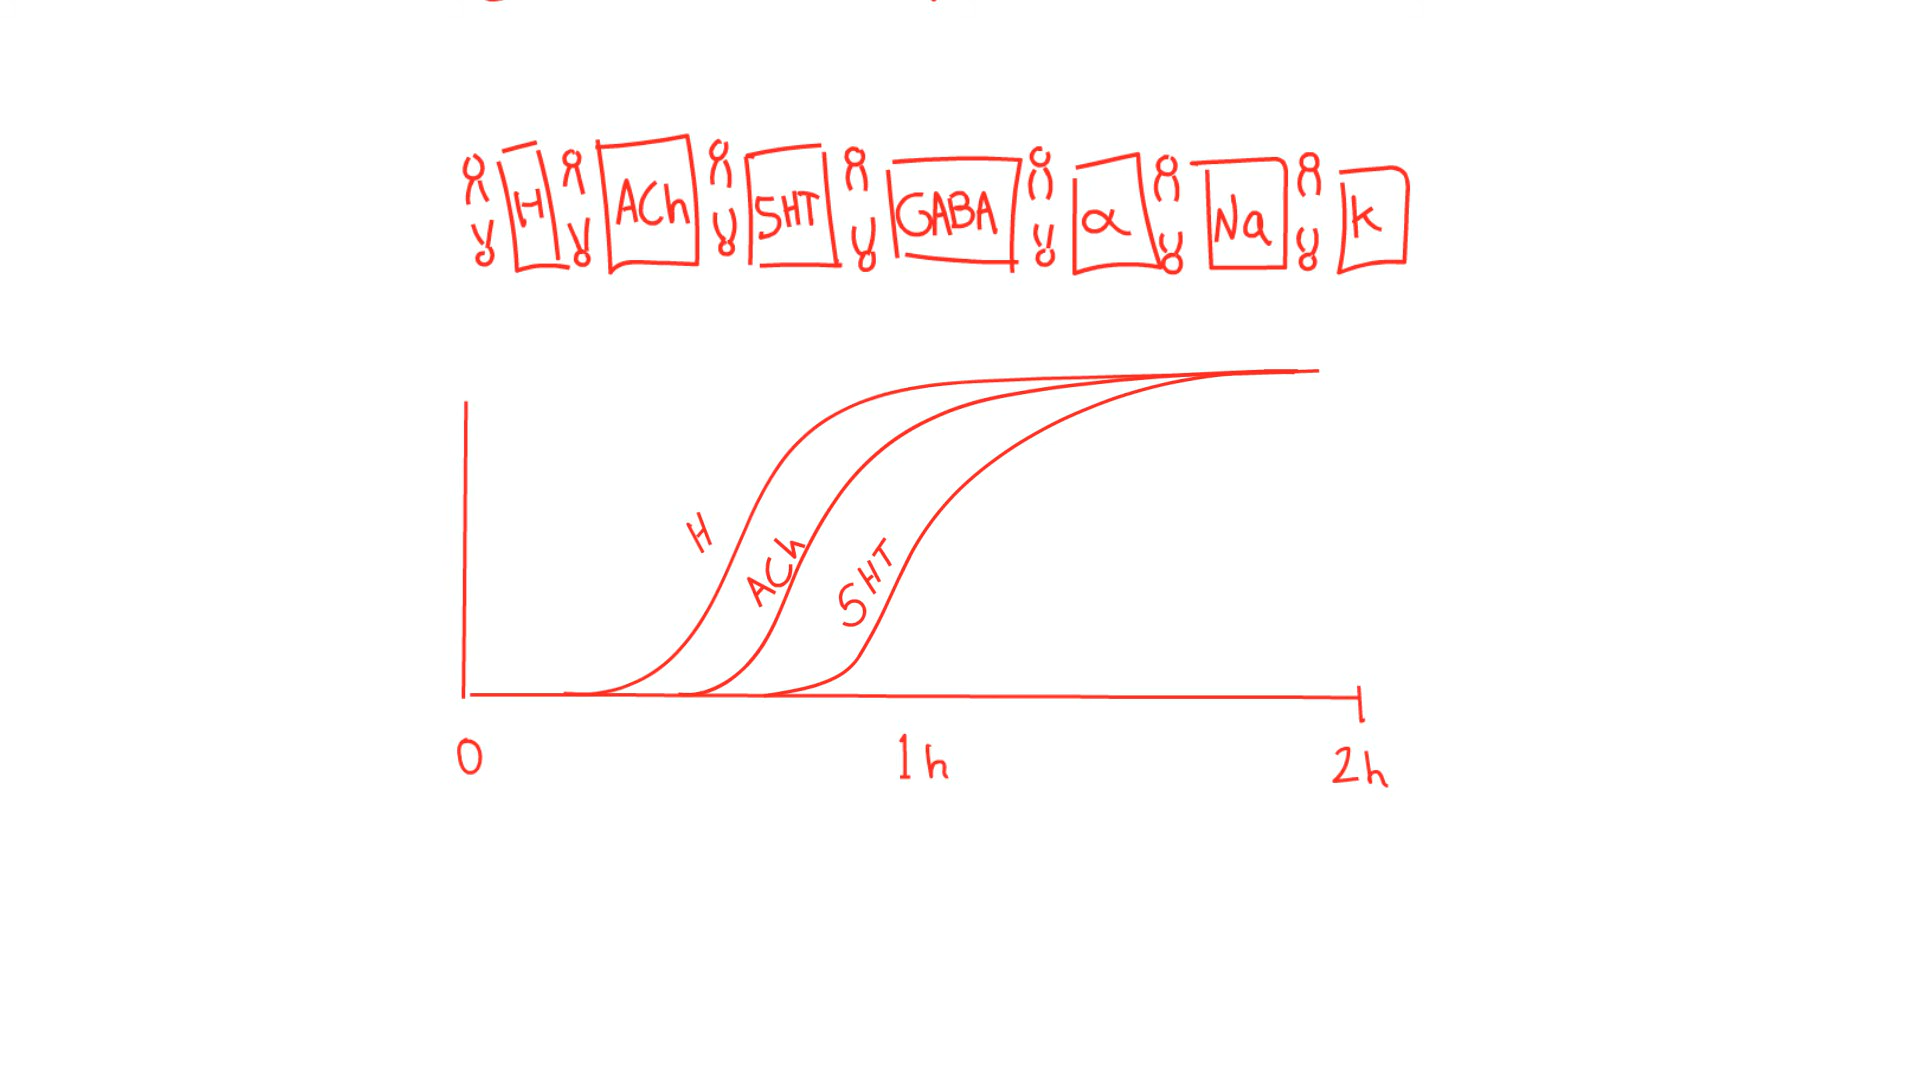 H ACh 5HT GABA α Na K
H
ACh
5HT
0 1h 2h